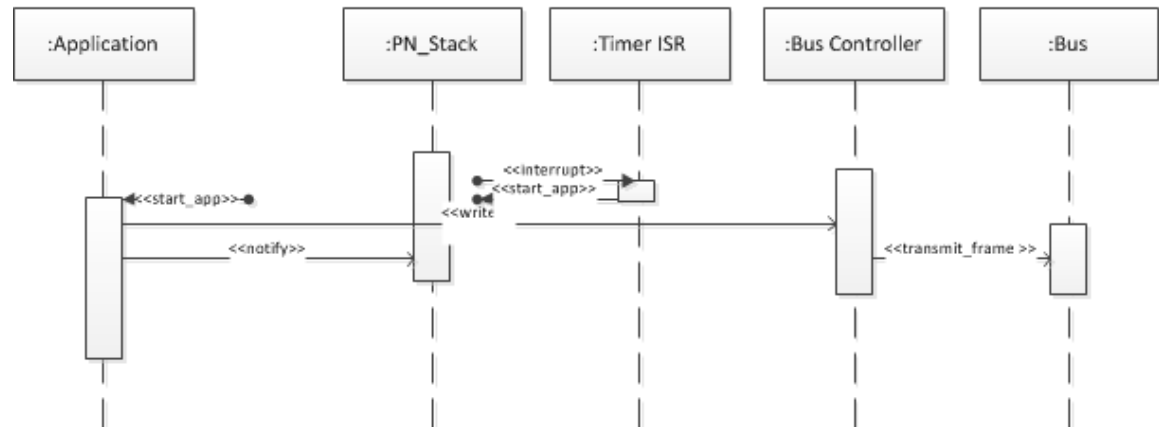 :Application
:PN_Stack
:Timer ISR
:Bus Controller
:Bus
<<interrupt>>
<<start_app>>
<<start_app>>
<<write
<<notify>>
<<transmit_frame >>